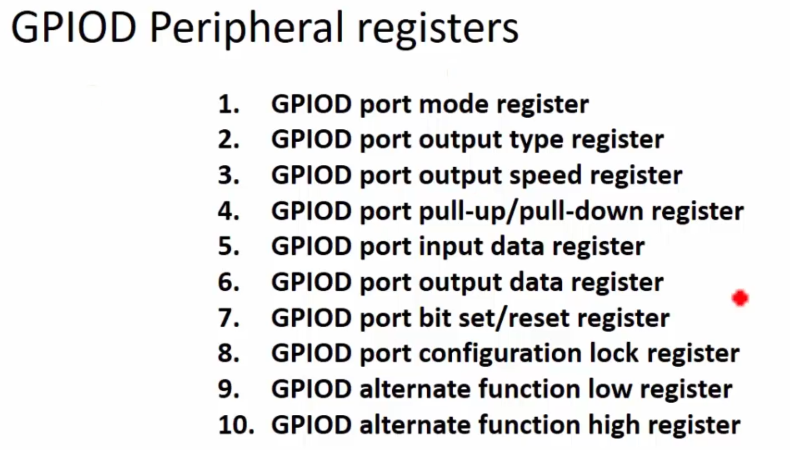 GPIOD Peripheral registers
1. GPIOD port mode register
2. GPIOD port output type register
3. GPIOD port output speed register
4. GPIOD port pull-up/pull-down register
5. GPIOD port input data register
6. GPIOD port output data register
7. GPIOD port bit set/reset register
8. GPIOD port configuration lock register
9. GPIOD alternate function low register
10. GPIOD alternate function high register